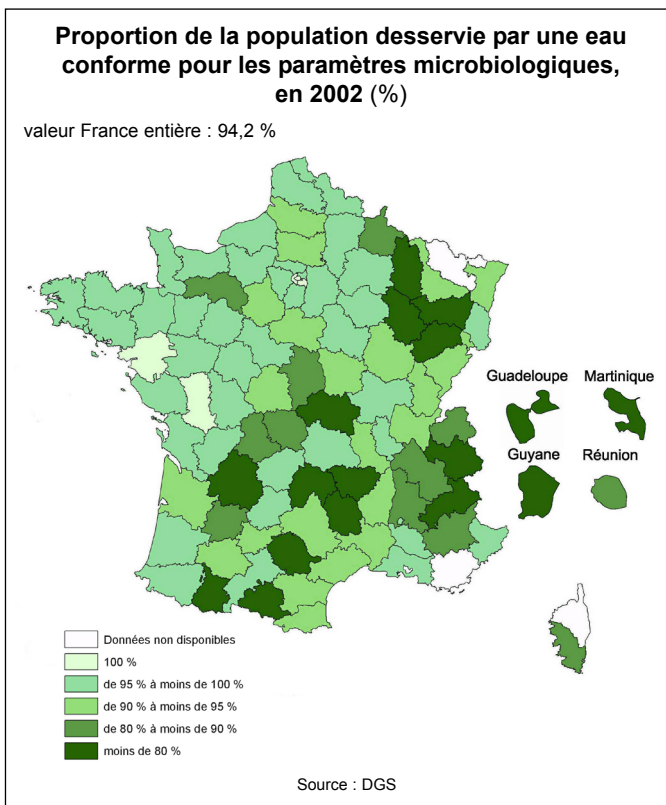 Proportion de la population desservie par une eau
conforme pour les paramètres microbiologiques,
en 2002 (%)
valeur France entière : 94,2 %
Guadeloupe
Martinique
Guyane
Réunion
Données non disponibles
100 %
de 95 % à moins de 100 %
de 90 % à moins de 95 %
de 80 % à moins de 90 %
moins de 80 %
Source : DGS